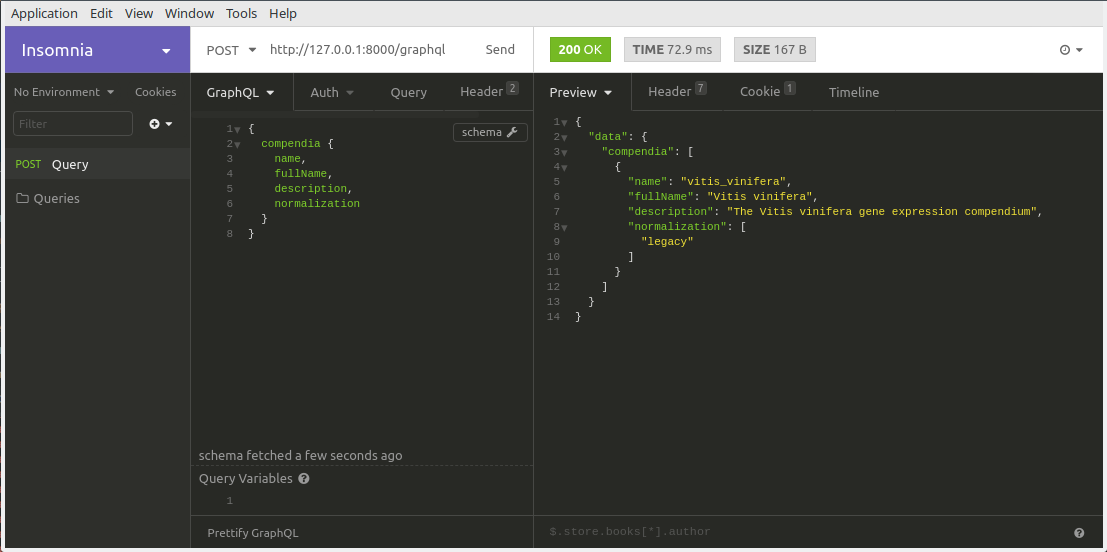 Application Edit View Window Tools Help
Insomnia
POST http://127.0.0.1:8000/graphql Send
200 OK TIME 72.9 ms SIZE 167 B
No Environment Cookies
Filter
POST Query
Queries
GraphQL Auth Query Header 2
schema
1 {
2 compendia {
3 name,
4 fullName,
5 description,
6 normalization
7 }
8 }
schema fetched a few seconds ago
Query Variables
1
Prettify GraphQL
Preview Header 7 Cookie 1 Timeline
1 {
2 "data": {
3 "compendia": [
4 {
5 "name": "vitis_vinifera",
6 "fullName": "Vitis vinifera",
7 "description": "The Vitis vinifera gene expression compendium",
8 "normalization": [
9 "legacy"
10 ]
11 }
12 ]
13 }
14 }
$.store.books[*].author